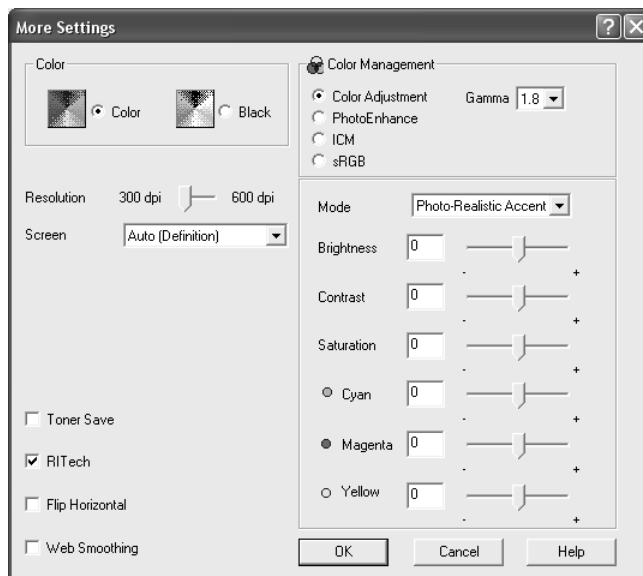 More Settings
Color
Color
Black
Resolution 300 dpi 600 dpi
Screen Auto (Definition)
Toner Save
RITech
Flip Horizontal
Web Smoothing
Color Management
Color Adjustment Gamma 1.8
PhotoEnhance
ICM
sRGB
Mode Photo-Realistic Accent
Brightness 0
- +
Contrast 0
- +
Saturation 0
- +
Cyan 0
- +
Magenta 0
- +
Yellow 0
- +
OK Cancel Help